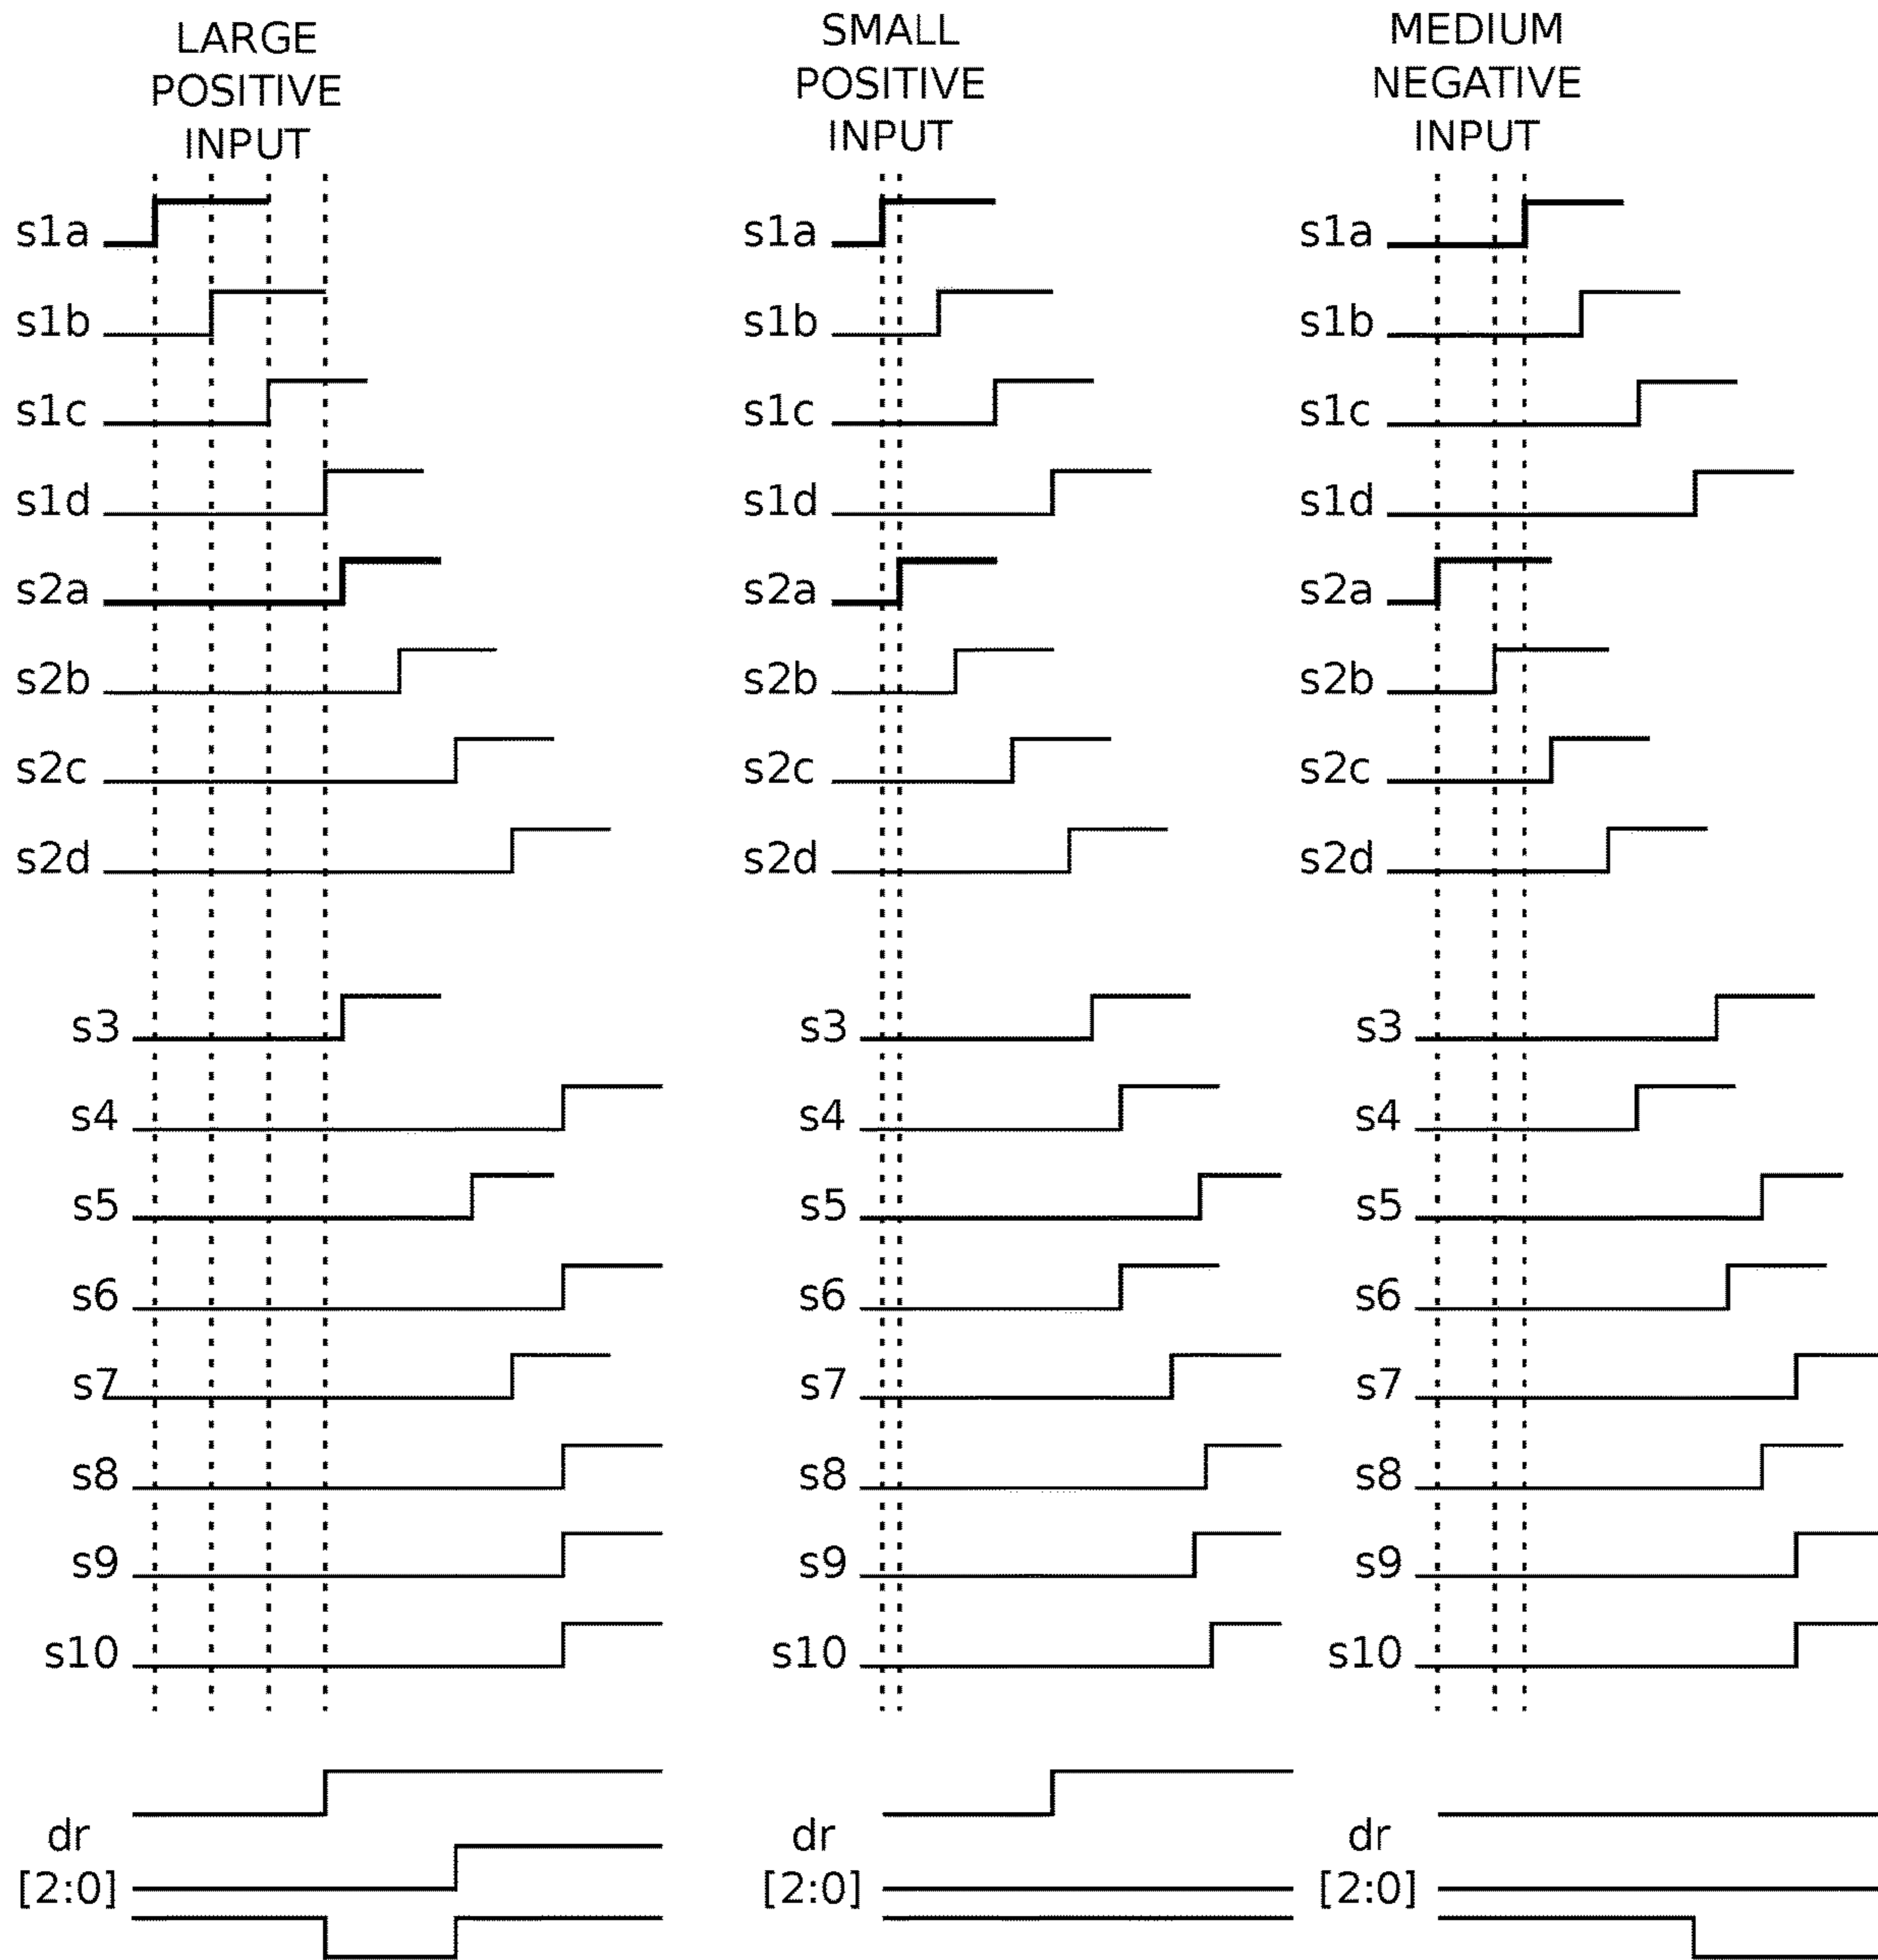 LARGE
POSITIVE
INPUT
s1a
s1b
s1c
s1d
s2a
s2b
s2c
s2d
s3
s4
s5
s6
s7
s8
s9
s10
dr
[2:0]
SMALL
POSITIVE
INPUT
s1a
s1b
s1c
s1d
s2a
s2b
s2c
s2d
s3
s4
s5
s6
s7
s8
s9
s10
dr
[2:0]
MEDIUM
NEGATIVE
INPUT
s1a
s1b
s1c
s1d
s2a
s2b
s2c
s2d
s3
s4
s5
s6
s7
s8
s9
s10
dr
[2:0]